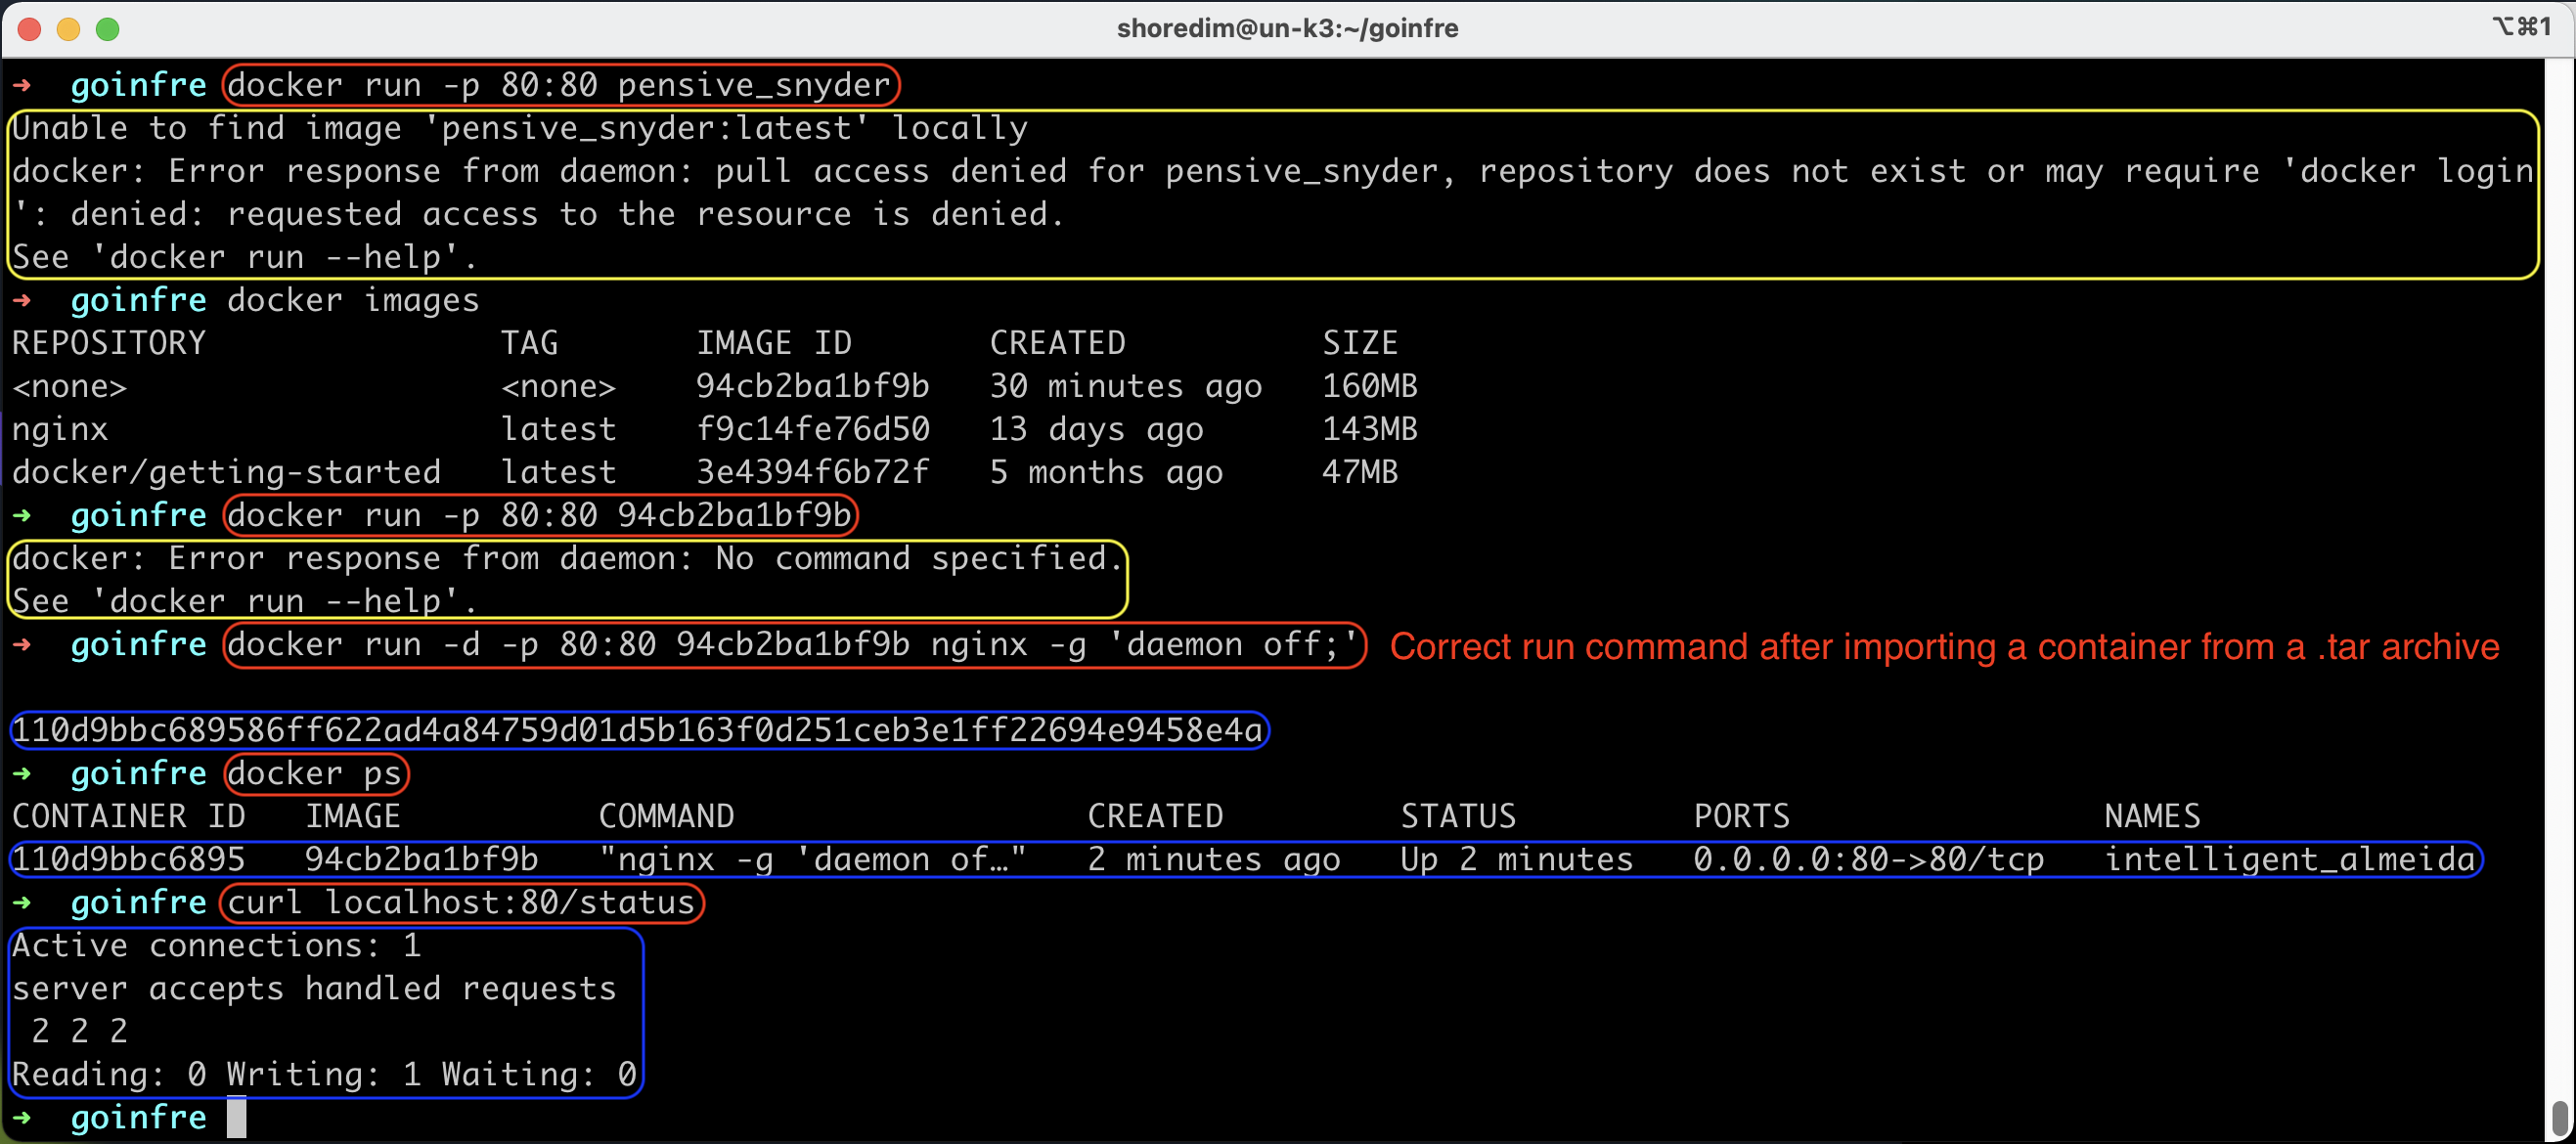 shoredim@un-k3:~/goinfre
⌥⌘1
➜ goinfre docker run -p 80:80 pensive_snyder
Unable to find image 'pensive_snyder:latest' locally
docker: Error response from daemon: pull access denied for pensive_snyder, repository does not exist or may require 'docker login
': denied: requested access to the resource is denied.
See 'docker run --help'.
➜ goinfre docker images
REPOSITORY TAG IMAGE ID CREATED SIZE
<none> <none> 94cb2ba1bf9b 30 minutes ago 160MB
nginx latest f9c14fe76d50 13 days ago 143MB
docker/getting-started latest 3e4394f6b72f 5 months ago 47MB
➜ goinfre docker run -p 80:80 94cb2ba1bf9b
docker: Error response from daemon: No command specified.
See 'docker run --help'.
➜ goinfre docker run -d -p 80:80 94cb2ba1bf9b nginx -g 'daemon off;' Correct run command after importing a container from a .tar archive
110d9bbc689586ff622ad4a84759d01d5b163f0d251ceb3e1ff22694e9458e4a
➜ goinfre docker ps
CONTAINER ID IMAGE COMMAND CREATED STATUS PORTS NAMES
110d9bbc6895 94cb2ba1bf9b "nginx -g 'daemon of…" 2 minutes ago Up 2 minutes 0.0.0.0:80->80/tcp intelligent_almeida
➜ goinfre curl localhost:80/status
Active connections: 1
server accepts handled requests
2 2 2
Reading: 0 Writing: 1 Waiting: 0
➜ goinfre